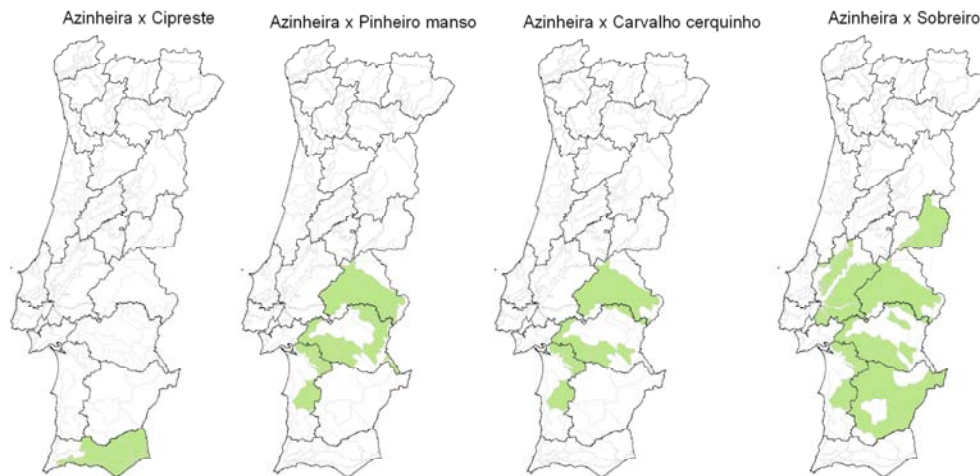 Azinheira x Cipreste
Azinheira x Pinheiro manso
Azinheira x Carvalho cerquinho
Azinheira x Sobreiro